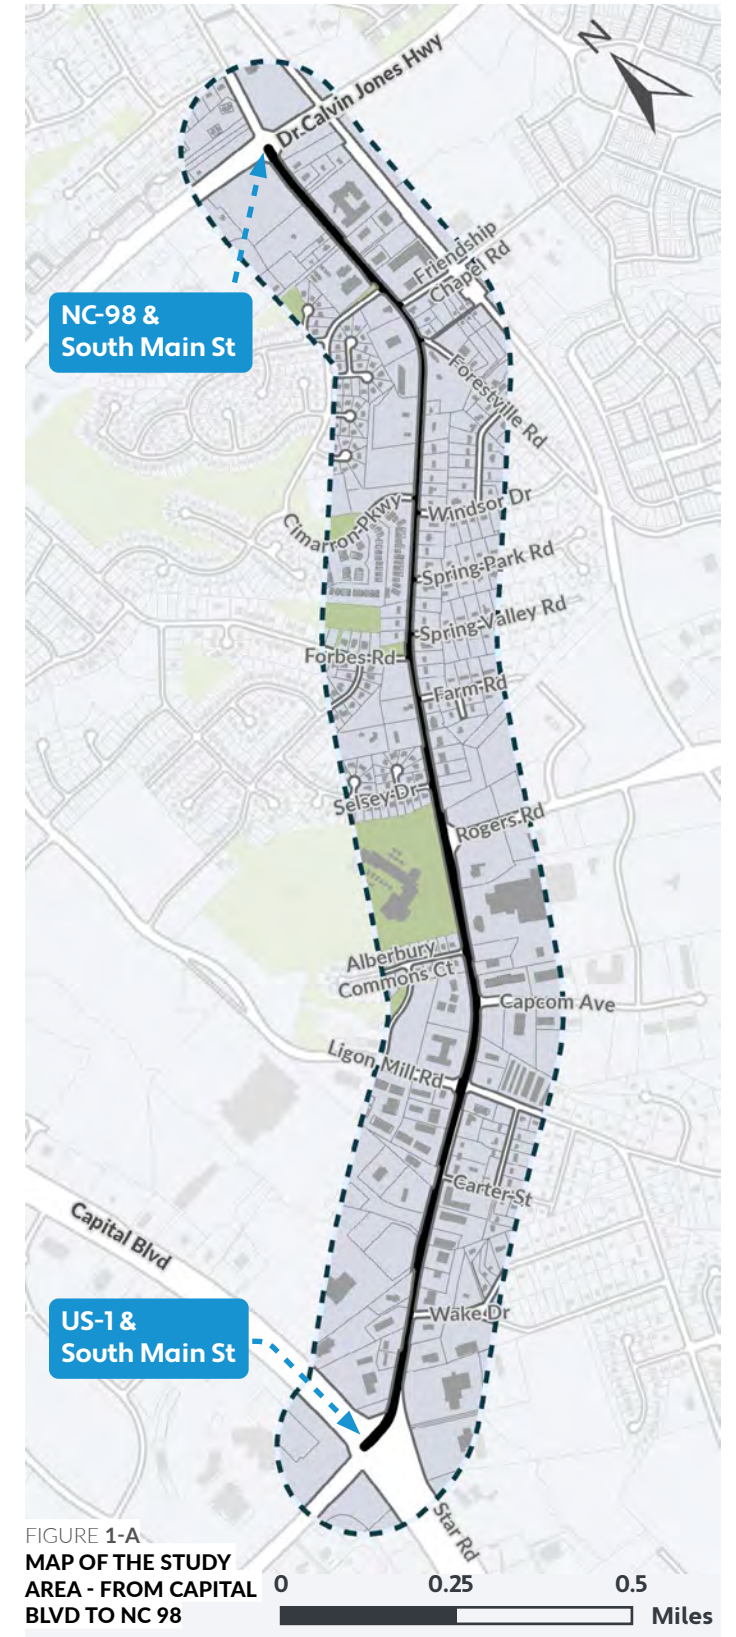 N
Dr Calvin Jones Hwy
NC-98 &
South Main St
Friendship
Chapel Rd
Forestville Rd
Cimarron Pkwy
Windsor Dr
Spring Park Rd
Spring Valley Rd
Forbes Rd
Farm Rd
Selsey Dr
Rogers Rd
Alberbury
Commons Ct
Capcom Ave
Ligon Mill Rd
Carter St
Capital Blvd
US-1 &
South Main St
Wake Dr
Star Rd
FIGURE 1-A
MAP OF THE STUDY
AREA - FROM CAPITAL
BLVD TO NC 98
0 0.25 0.5
Miles